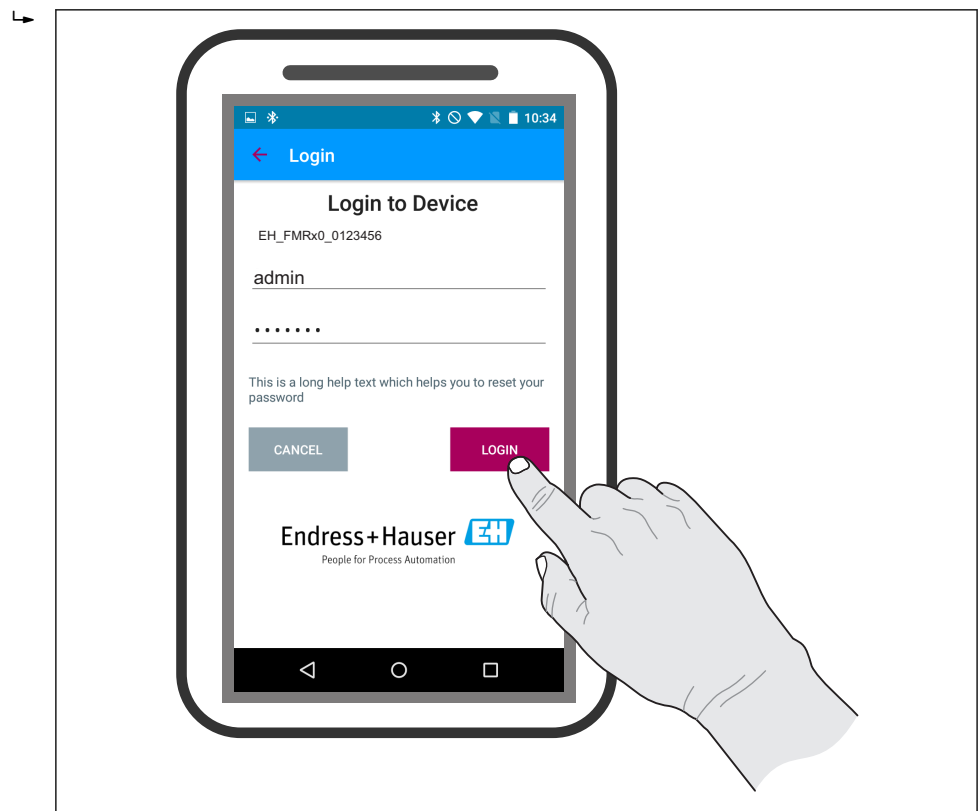 10:34
Login
Login to Device
EH_FMRx0_0123456
admin
.......
This is a long help text which helps you to reset your
password
CANCEL
LOGIN
Endress+Hauser EH
People for Process Automation